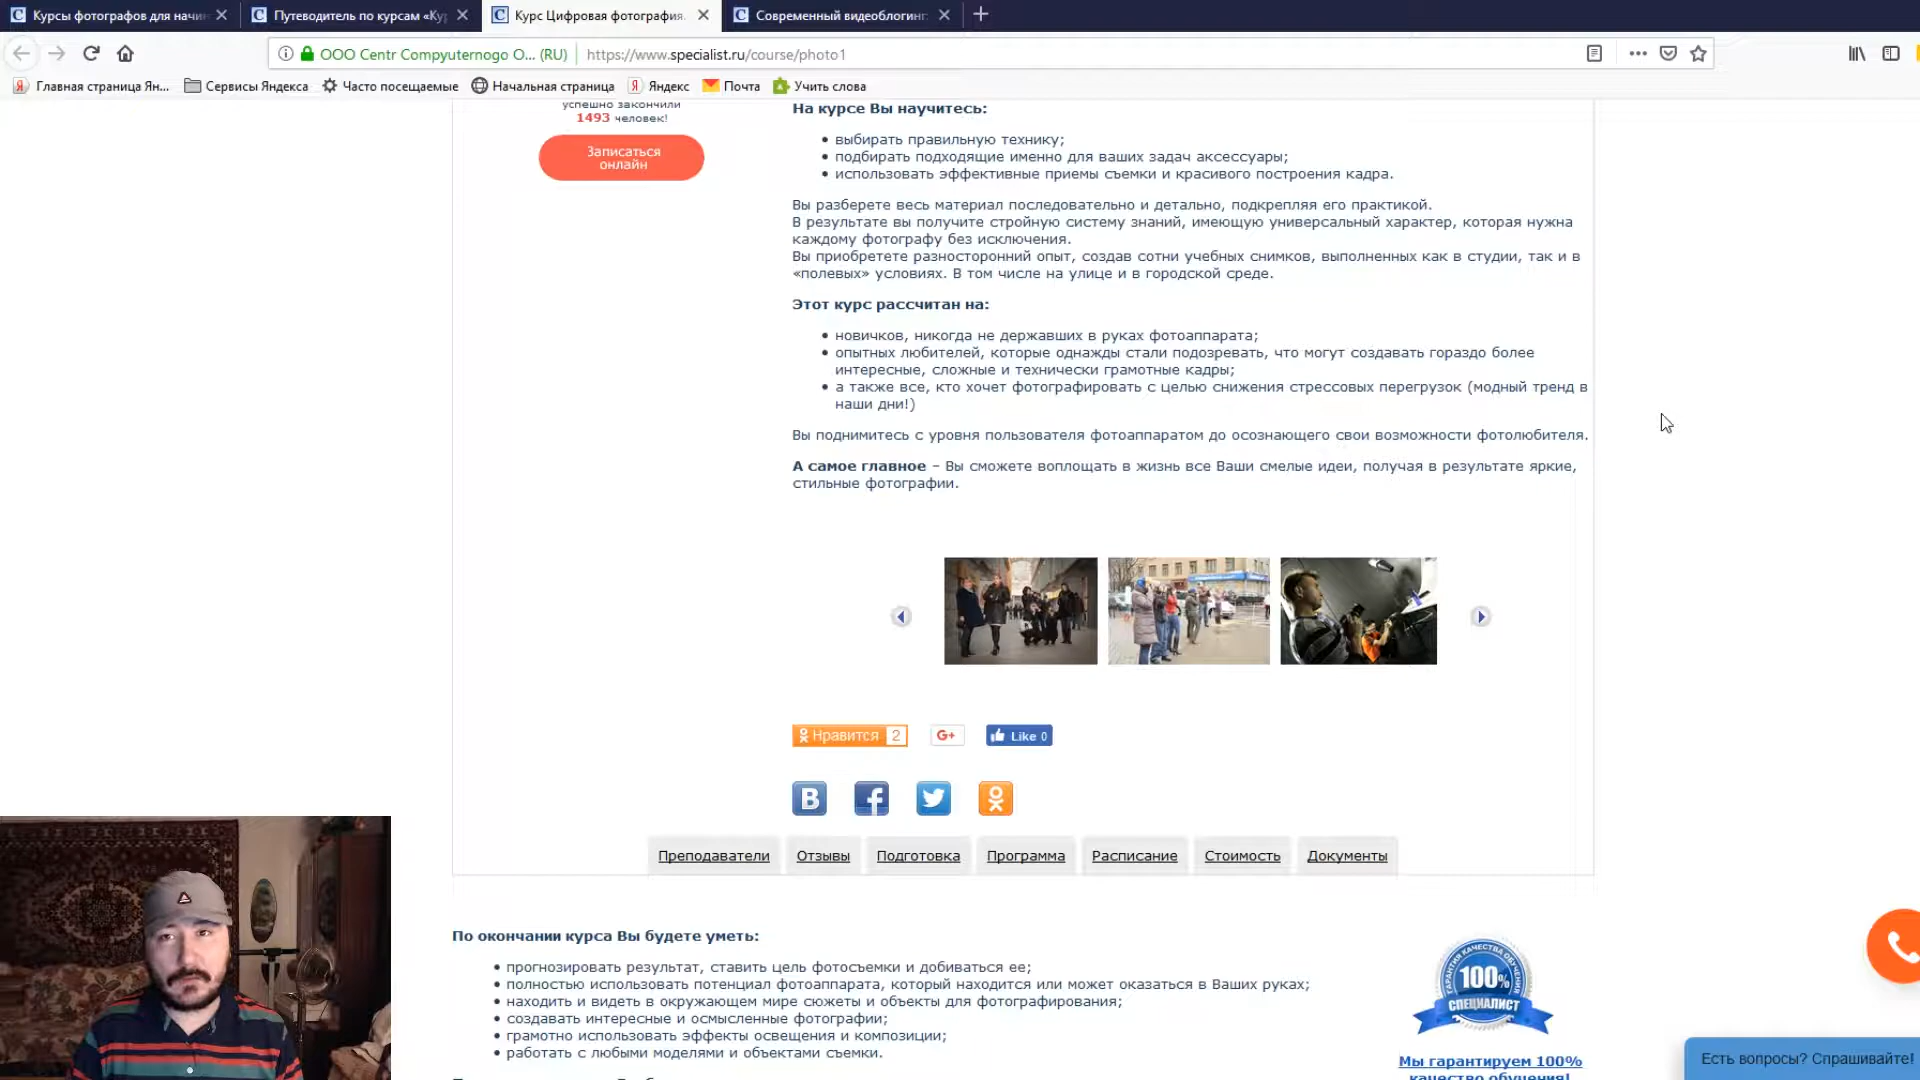 Курсы фотографов для начин
Путеводитель по курсам «Ку
Курс Цифровая фотография.
Современный видеоблогинг:
ООО Centr Compyuternogo O... (RU)
https://www.specialist.ru/course/photo1
Главная страница Ян...
Сервисы Яндекса
Часто посещаемые
Начальная страница
Яндекс
Почта
Учить слова
успешно закончили
1493 человек!
Записаться
онлайн
На курсе Вы научитесь:
выбирать правильную технику;
подбирать подходящие именно для ваших задач аксессуары;
использовать эффективные приемы съемки и красивого построения кадра.
Вы разберете весь материал последовательно и детально, подкрепляя его практикой.
В результате вы получите стройную систему знаний, имеющую универсальный характер, которая нужна
каждому фотографу без исключения.
Вы приобретете разносторонний опыт, создав сотни учебных снимков, выполненных как в студии, так и в
«полевых» условиях. В том числе на улице и в городской среде.
Этот курс рассчитан на:
новичков, никогда не державших в руках фотоаппарата;
опытных любителей, которые однажды стали подозревать, что могут создавать гораздо более
интересные, сложные и технически грамотные кадры;
а также все, кто хочет фотографировать с целью снижения стрессовых перегрузок (модный тренд в
наши дни!)
Вы поднимитесь с уровня пользователя фотоаппаратом до осознающего свои возможности фотолюбителя.
А самое главное – Вы сможете воплощать в жизнь все Ваши смелые идеи, получая в результате яркие,
стильные фотографии.
Нравится 2
G+
Like 0
Преподаватели
Отзывы
Подготовка
Программа
Расписание
Стоимость
Документы
По окончании курса Вы будете уметь:
прогнозировать результат, ставить цель фотосъемки и добиваться ее;
полностью использовать потенциал фотоаппарата, который находится или может оказаться в Ваших руках;
находить и видеть в окружающем мире сюжеты и объекты для фотографирования;
создавать интересные и осмысленные фотографии;
грамотно использовать эффекты освещения и композиции;
работать с любыми моделями и объектами съемки.
ГАРАНТИЯ КАЧЕСТВА ОБУЧЕНИЯ
100%
СПЕЦИАЛИСТ
Мы гарантируем 100%
качество обучения!
Есть вопросы? Спрашивайте!